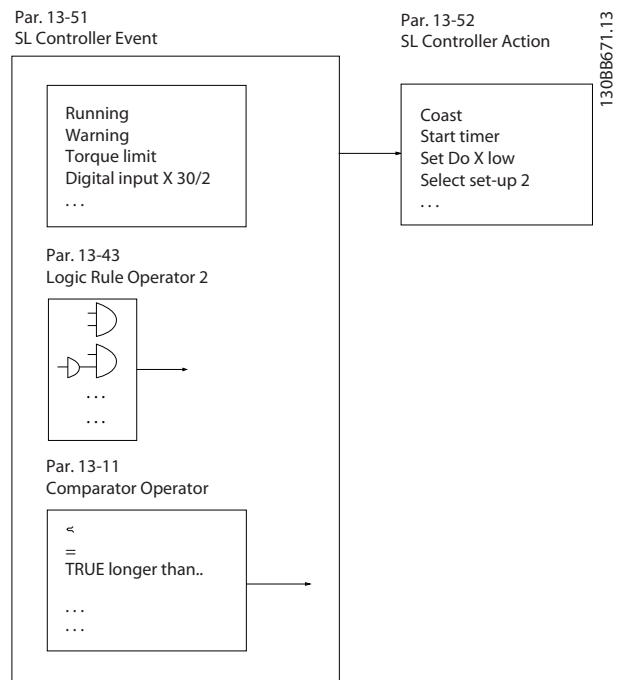 Par. 13-51
SL Controller Event
Par. 13-52
SL Controller Action
130BB671.13
Running
Warning
Torque limit
Digital input X 30/2
. . .
Coast
Start timer
Set Do X low
Select set-up 2
. . .
Par. 13-43
Logic Rule Operator 2
. . .
. . .
Par. 13-11
Comparator Operator
=
TRUE longer than..
. . .
. . .